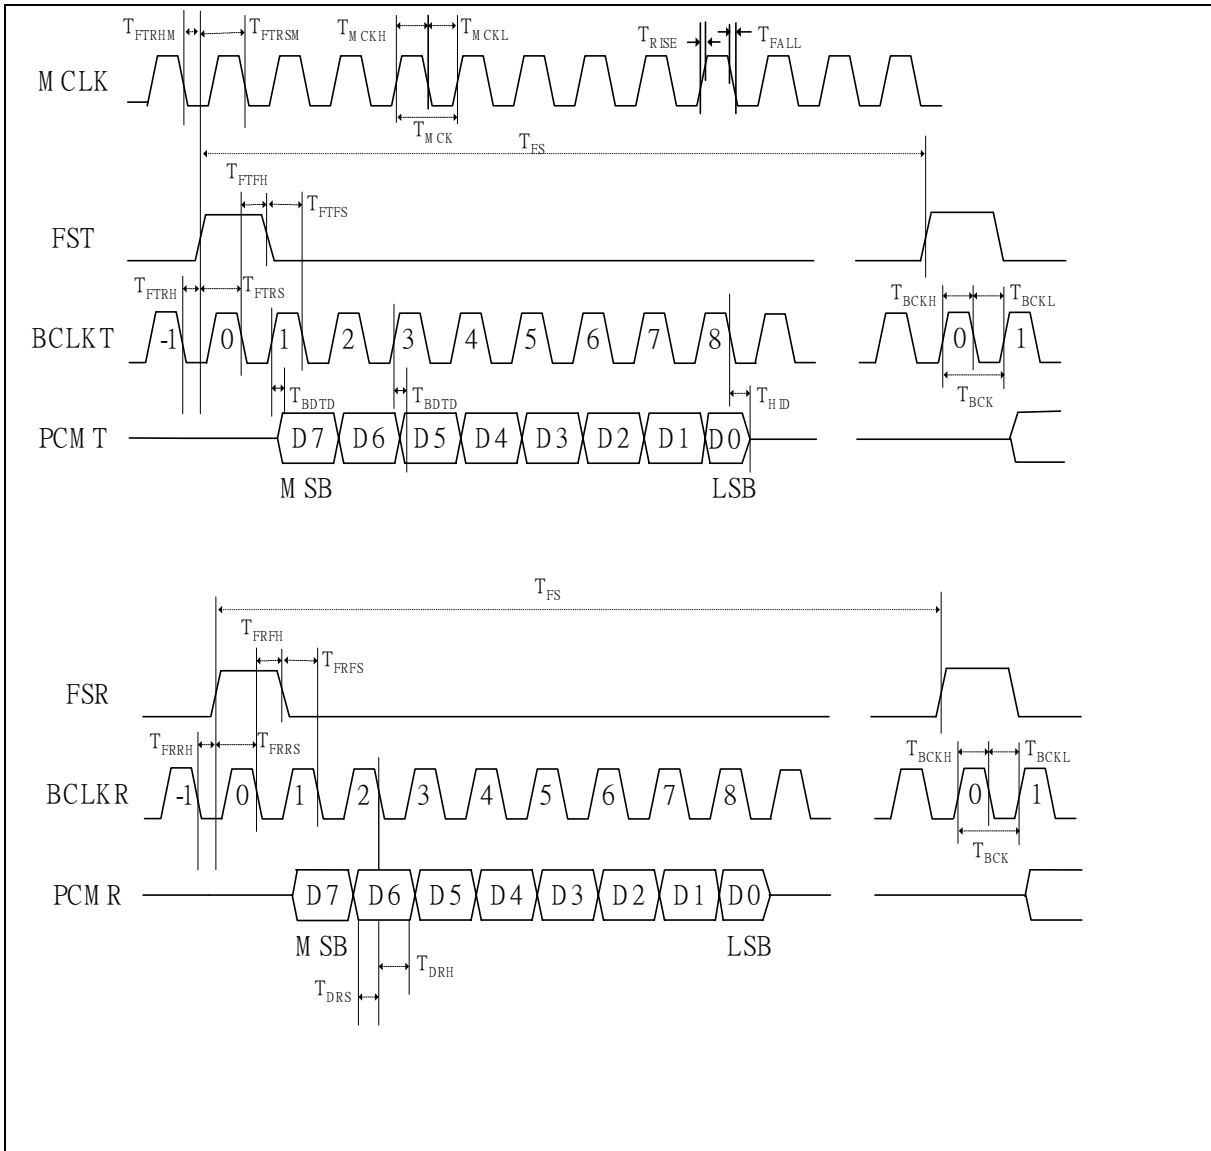 TFTRHM TFTRSM TMCKH TMCKL TRISE TFALL
MCLK
TMCK
TFS
TFTFH
TFTFS
FST
TFTRH TFTRS TBCKH TBCKL
BCLKT -1 0 1 2 3 4 5 6 7 8 0 1
TBDTD TBDTD THID TBCK
PCMT D7 D6 D5 D4 D3 D2 D1 D0
MSB LSB
TFS
TFRFH
TFRFS
FSR
TFRRH TFRRS TBCKH TBCKL
BCLKR -1 0 1 2 3 4 5 6 7 8 0 1
TBCK
PCMR D7 D6 D5 D4 D3 D2 D1 D0
MSB LSB
TDRH
TDRS